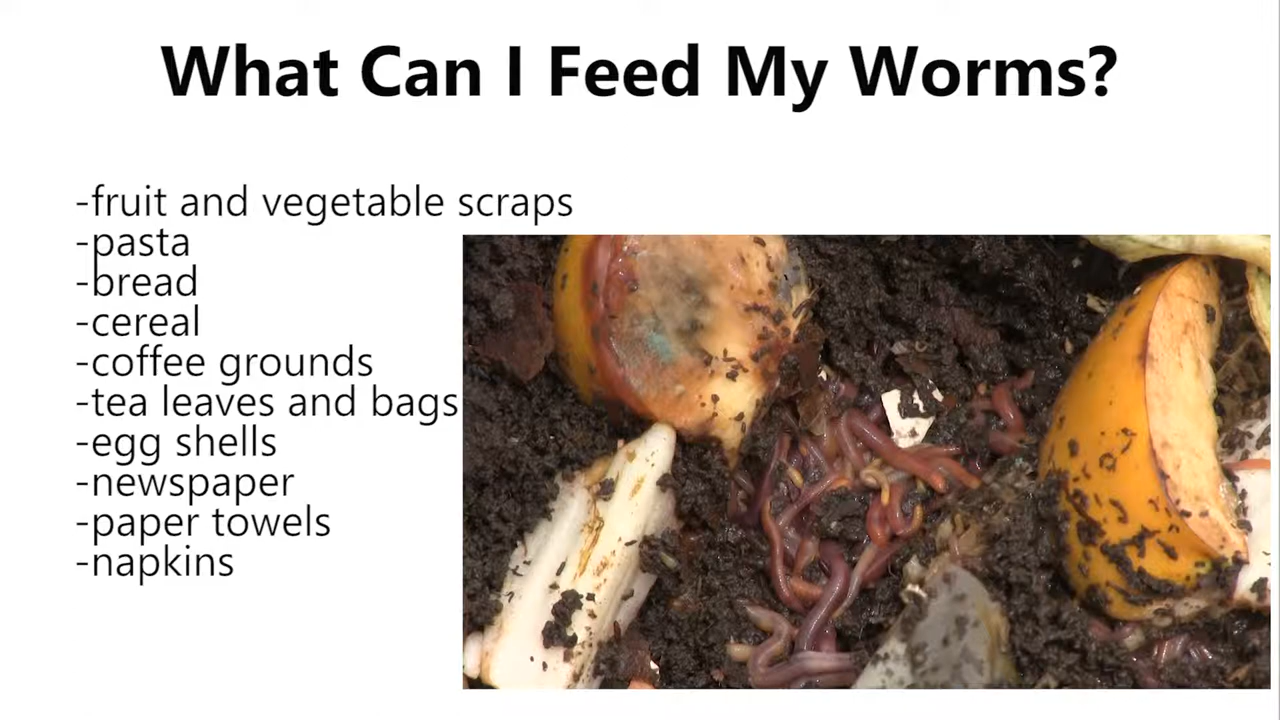 What Can I Feed My Worms?
-fruit and vegetable scraps
-pasta
-bread
-cereal
-coffee grounds
-tea leaves and bags
-egg shells
-newspaper
-paper towels
-napkins